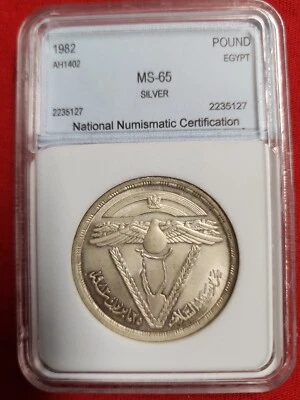 1982 POUND
AH1402 EGYPT
MS-65
SILVER
2235127 2235127
National Numismatic Certification